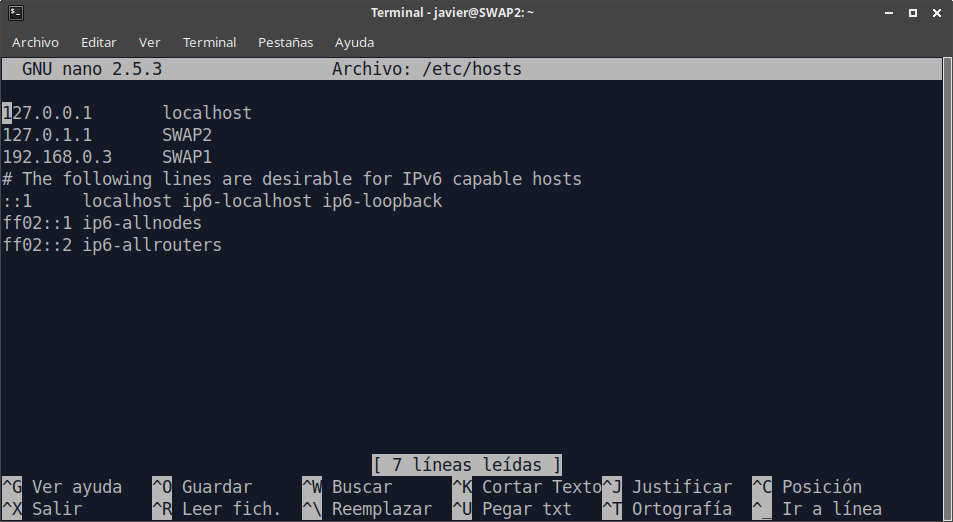 Terminal - javier@SWAP2: ~
Archivo Editar Ver Terminal Pestañas Ayuda
GNU nano 2.5.3 Archivo: /etc/hosts
127.0.0.1 localhost
127.0.1.1 SWAP2
192.168.0.3 SWAP1
# The following lines are desirable for IPv6 capable hosts
::1 localhost ip6-localhost ip6-loopback
ff02::1 ip6-allnodes
ff02::2 ip6-allrouters
[ 7 líneas leídas ]
^G Ver ayuda ^O Guardar ^W Buscar ^K Cortar Texto^J Justificar ^C Posición
^X Salir ^R Leer fich. ^\ Reemplazar ^U Pegar txt ^T Ortografía ^_ Ir a línea